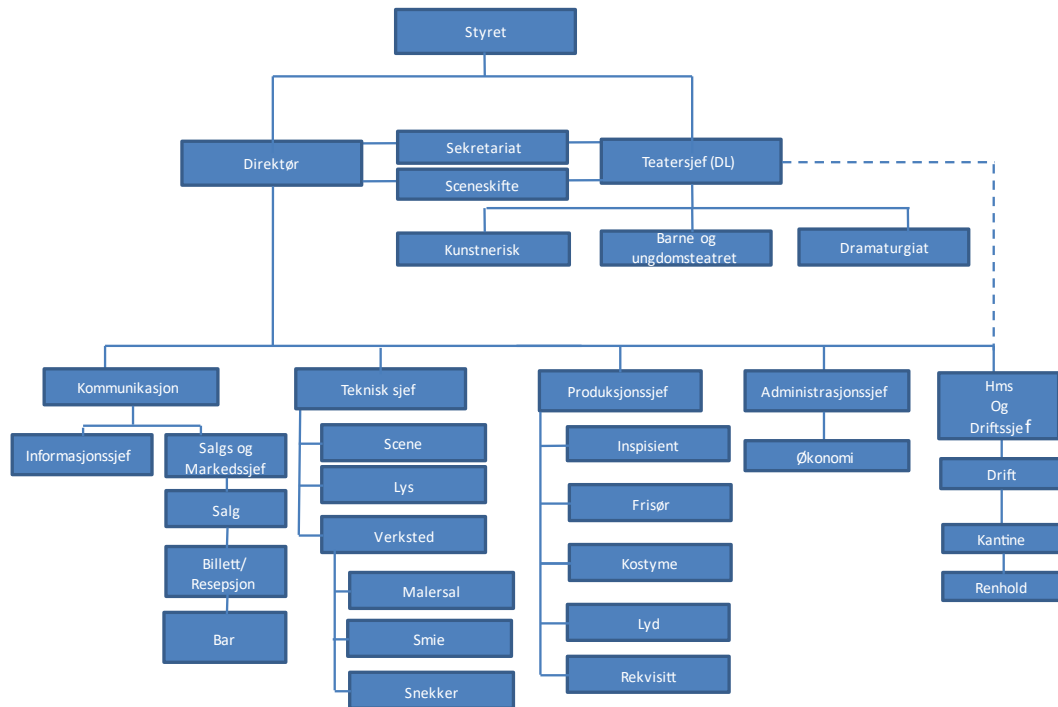 Styret
Direktør
Sekretariat
Teatersjef (DL)
Sceneskifte
Kunstnerisk
Barne og
ungdomsteatret
Dramaturgiat
Kommunikasjon
Teknisk sjef
Produksjonssjef
Administrasjonssjef
Hms
Og
Driftssjef
Informasjonssjef
Salgs og
Markedssjef
Scene
Inspisient
Økonomi
Drift
Lys
Salg
Frisør
Verksted
Kantine
Billett/
Resepsjon
Kostyme
Malersal
Renhold
Bar
Smie
Lyd
Snekker
Rekvisitt